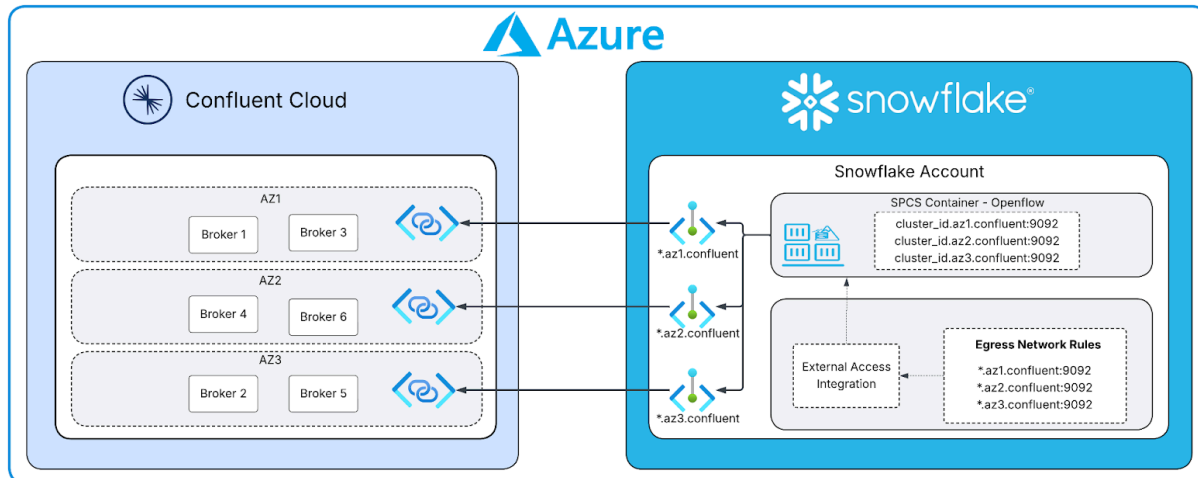 Azure
Confluent Cloud
AZ1
Broker 1
Broker 3
AZ2
Broker 4
Broker 6
AZ3
Broker 2
Broker 5
snowflake®
Snowflake Account
*.az1.confluent
*.az2.confluent
*.az3.confluent
SPCS Container - Openflow
cluster_id.az1.confluent:9092
cluster_id.az2.confluent:9092
cluster_id.az3.confluent:9092
External Access
Integration
Egress Network Rules
*.az1.confluent:9092
*.az2.confluent:9092
*.az3.confluent:9092